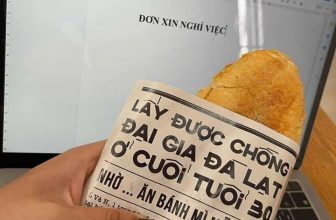 ĐƠN XIN NGHỈ VIỆC
LẤY ĐƯỢC CHỒNG
ĐẠI GIA ĐÀ LẠT
Ở CUỐI TUỔI 30
NHỜ ... ĂN BÁNH MÌ